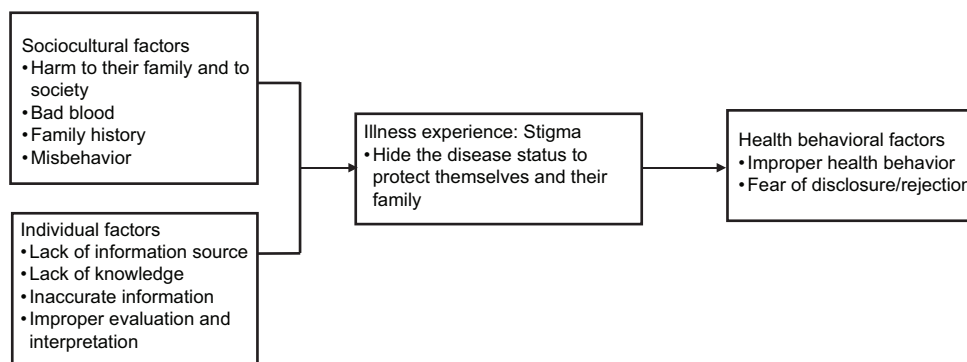 Sociocultural factors
• Harm to their family and to
society
• Bad blood
• Family history
• Misbehavior
Individual factors
• Lack of information source
• Lack of knowledge
• Inaccurate information
• Improper evaluation and
interpretation
Illness experience: Stigma
• Hide the disease status to
protect themselves and their
family
Health behavioral factors
• Improper health behavior
• Fear of disclosure/rejection